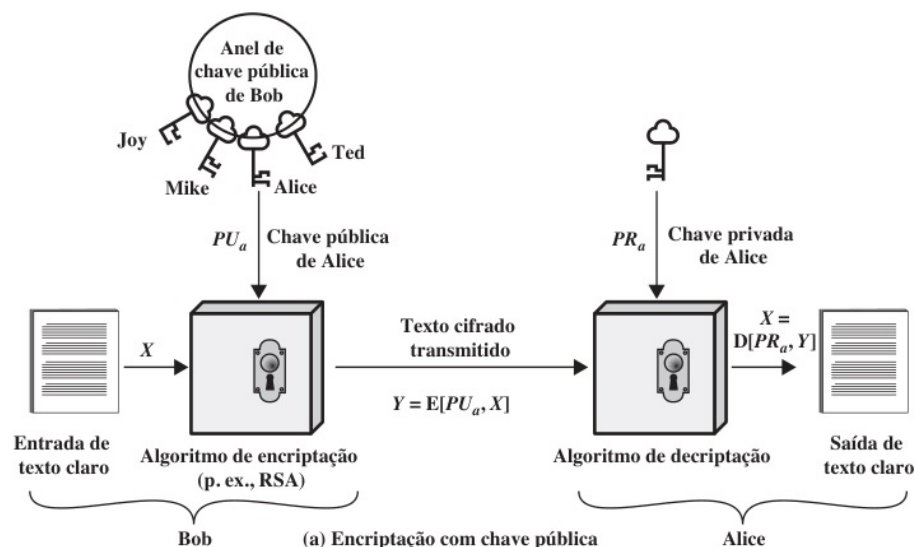 Anel de
chave pública
de Bob
Joy
Mike
Alice
Ted
PUₐ
Chave pública
de Alice
PRₐ
Chave privada
de Alice
X
Texto cifrado
transmitido
Y = E[PUₐ, X]
X =
D[PRₐ, Y]
Entrada de
texto claro
Algoritmo de encriptação
(p. ex., RSA)
Algoritmo de decriptação
Saída de
texto claro
Bob
(a) Encriptação com chave pública
Alice